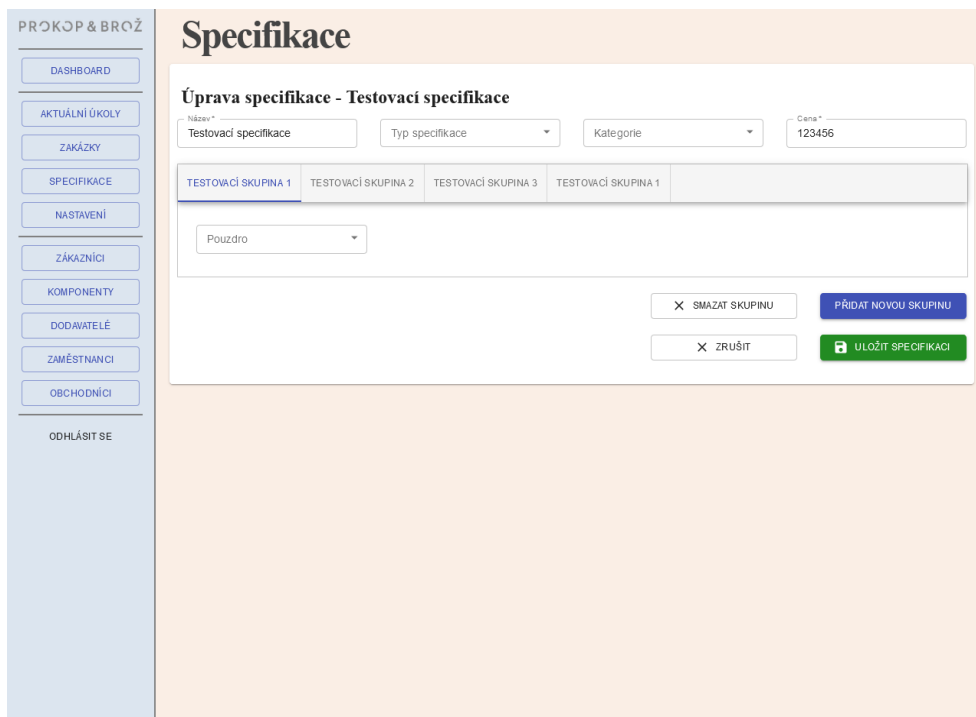 PROKOP & BROŽ
DASHBOARD
AKTUÁLNÍ ÚKOLY
ZAKÁZKY
SPECIFIKACE
NASTAVENÍ
ZÁKAZNÍCI
KOMPONENTY
DODAVATELÉ
ZAMĚSTNANCI
OBCHODNÍCI
ODHLÁSIT SE
Specifikace
Úprava specifikace - Testovací specifikace
Název *
Testovací specifikace
Typ specifikace
Kategorie
Cena *
123456
TESTOVACÍ SKUPINA 1 TESTOVACÍ SKUPINA 2 TESTOVACÍ SKUPINA 3 TESTOVACÍ SKUPINA 1
Pouzdro
SMAZAT SKUPINU PŘIDAT NOVOU SKUPINU
ZRUŠIT ULOŽIT SPECIFIKACI